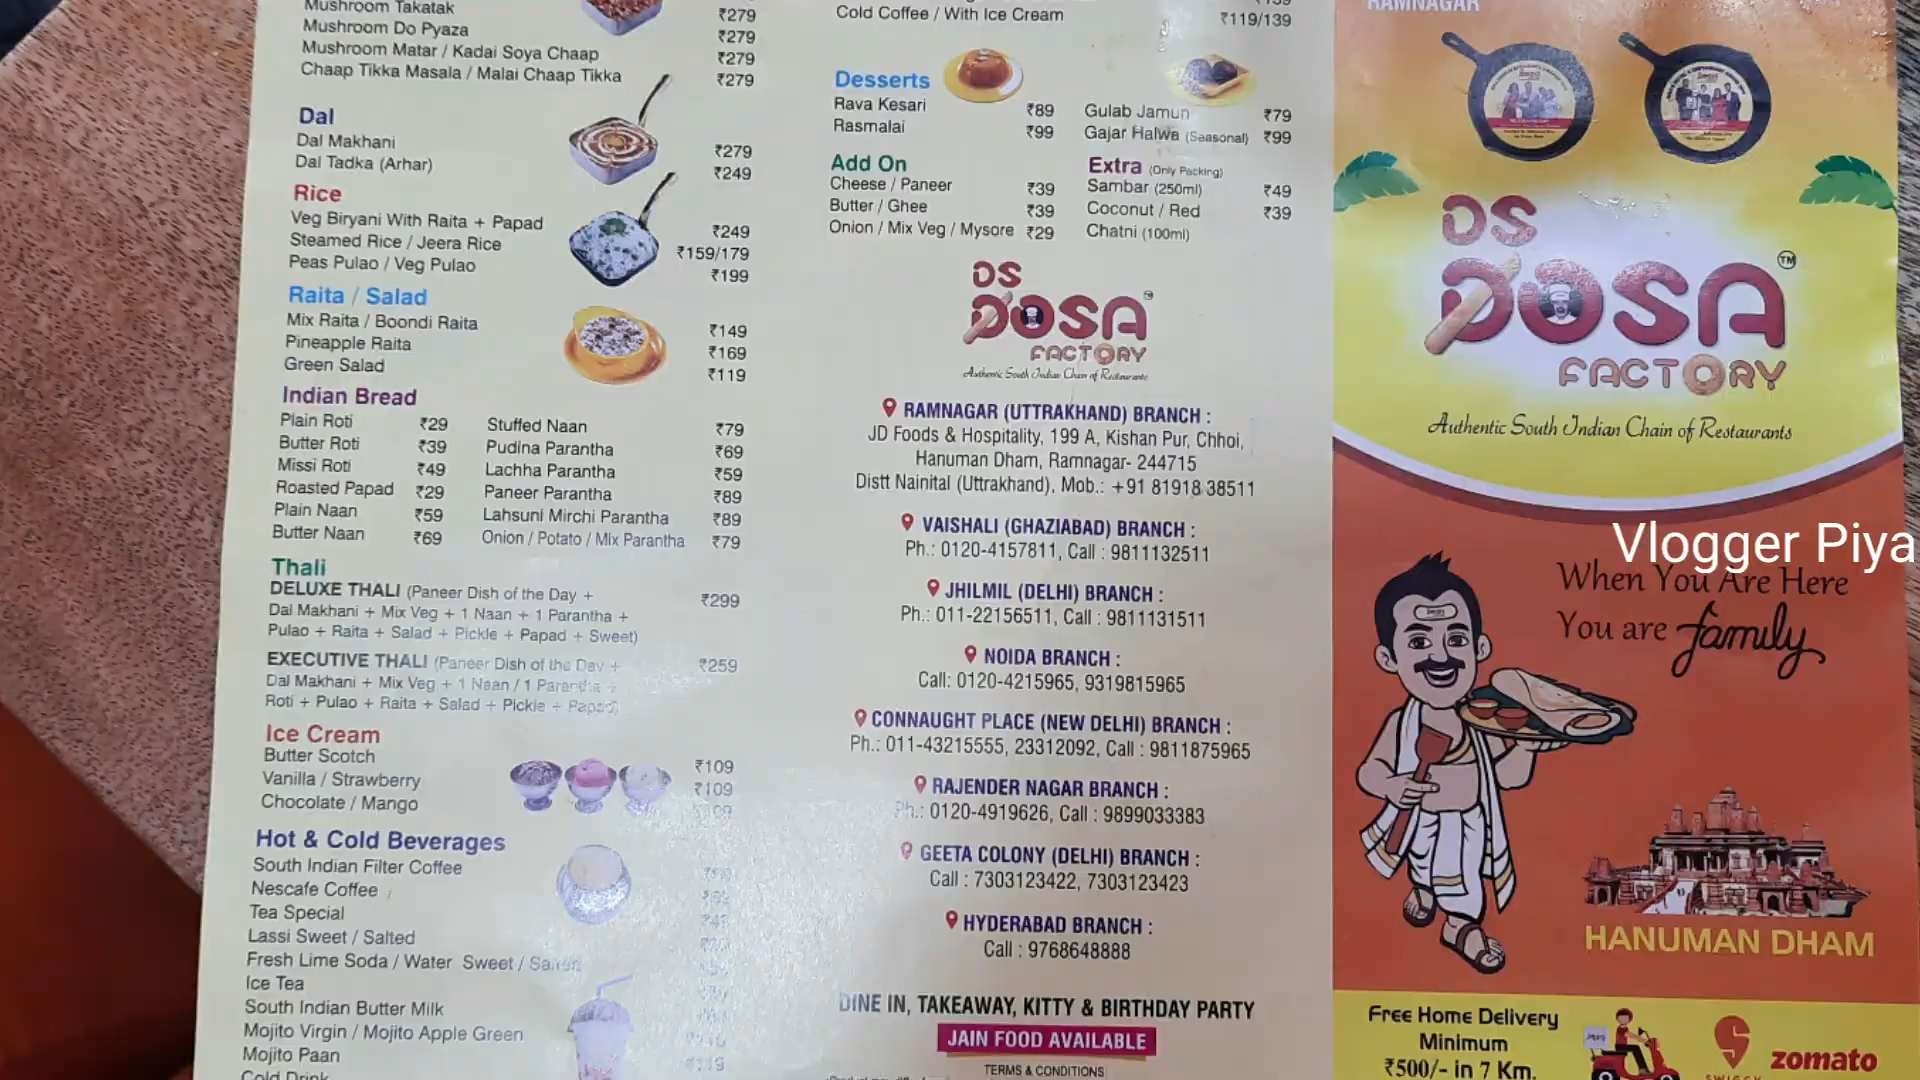 Mushroom Takatak ₹279
Mushroom Do Pyaza ₹279
Mushroom Matar / Kadai Soya Chaap ₹279
Chaap Tikka Masala / Malai Chaap Tikka ₹279
Dal
Dal Makhani ₹279
Dal Tadka (Arhar) ₹249
Rice
Veg Biryani With Raita + Papad ₹249
Steamed Rice / Jeera Rice ₹159/179
Peas Pulao / Veg Pulao ₹199
Raita / Salad
Mix Raita / Boondi Raita ₹149
Pineapple Raita ₹169
Green Salad ₹119
Indian Bread
Plain Roti ₹29
Butter Roti ₹39
Missi Roti ₹49
Roasted Papad ₹29
Plain Naan ₹59
Butter Naan ₹69
Stuffed Naan ₹79
Pudina Parantha ₹69
Lachha Parantha ₹59
Paneer Parantha ₹89
Lahsuni Mirchi Parantha ₹89
Onion / Potato / Mix Parantha ₹79
Thali
DELUXE THALI (Paneer Dish of the Day + ₹299
Dal Makhani + Mix Veg + 1 Naan + 1 Parantha +
Pulao + Raita + Salad + Pickle + Papad + Sweet)
EXECUTIVE THALI (Paneer Dish of the Day + ₹259
Dal Makhani + Mix Veg + 1 Naan / 1 Parantha +
Roti + Pulao + Raita + Salad + Pickle + Papad)
Ice Cream
Butter Scotch ₹109
Vanilla / Strawberry ₹109
Chocolate / Mango
Hot & Cold Beverages
South Indian Filter Coffee
Nescafe Coffee
Tea Special
Lassi Sweet / Salted
Fresh Lime Soda / Water Sweet /
Ice Tea
South Indian Butter Milk
Mojito Virgin / Mojito Apple Green
Mojito Paan
Cold Drink
Cold Coffee / With Ice Cream ₹119/139
Desserts
Rava Kesari ₹89
Rasmalai ₹99
Gulab Jamun ₹79
Gajar Halwa (Seasonal) ₹99
Add On
Cheese / Paneer ₹39
Butter / Ghee ₹39
Onion / Mix Veg / Mysore ₹29
Extra (Only Packing)
Sambar (250ml) ₹49
Coconut / Red ₹39
Chatni (100ml)
DS
DOSA TM
FACTORY
Authentic South Indian Chain of Restaurants
RAMNAGAR (UTTRAKHAND) BRANCH :
JD Foods & Hospitality, 199 A, Kishan Pur, Chhoi,
Hanuman Dham, Ramnagar- 244715
Distt Nainital (Uttrakhand), Mob.: +91 81918 38511
VAISHALI (GHAZIABAD) BRANCH :
Ph.: 0120-4157811, Call : 9811132511
JHILMIL (DELHI) BRANCH :
Ph.: 011-22156511, Call : 9811131511
NOIDA BRANCH :
Call: 0120-4215965, 9319815965
CONNAUGHT PLACE (NEW DELHI) BRANCH :
Ph.: 011-43215555, 23312092, Call : 9811875965
RAJENDER NAGAR BRANCH :
Ph.: 0120-4919626, Call : 9899033383
GEETA COLONY (DELHI) BRANCH :
Call : 7303123422, 7303123423
HYDERABAD BRANCH :
Call : 9768648888
DINE IN, TAKEAWAY, KITTY & BIRTHDAY PARTY
JAIN FOOD AVAILABLE
TERMS & CONDITIONS
RAMNAGAR
DS
DOSA TM
FACTORY
Authentic South Indian Chain of Restaurants
Vlogger Piya
When You Are Here
You are family
HANUMAN DHAM
Free Home Delivery
Minimum
₹500/- in 7 Km.
SWIGGY
zomato